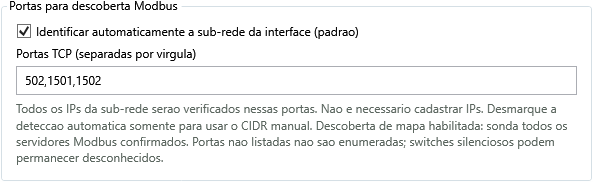 Portas para descoberta Modbus
Identificar automaticamente a sub-rede da interface (padrao)
Portas TCP (separadas por virgula)
502,1501,1502
Todos os IPs da sub-rede serao verificados nessas portas. Nao e necessario cadastrar IPs. Desmarque a
deteccao automatica somente para usar o CIDR manual. Descoberta de mapa habilitada: sonda todos os
servidores Modbus confirmados. Portas nao listadas nao sao enumeradas; switches silenciosos podem
permanecer desconhecidos.